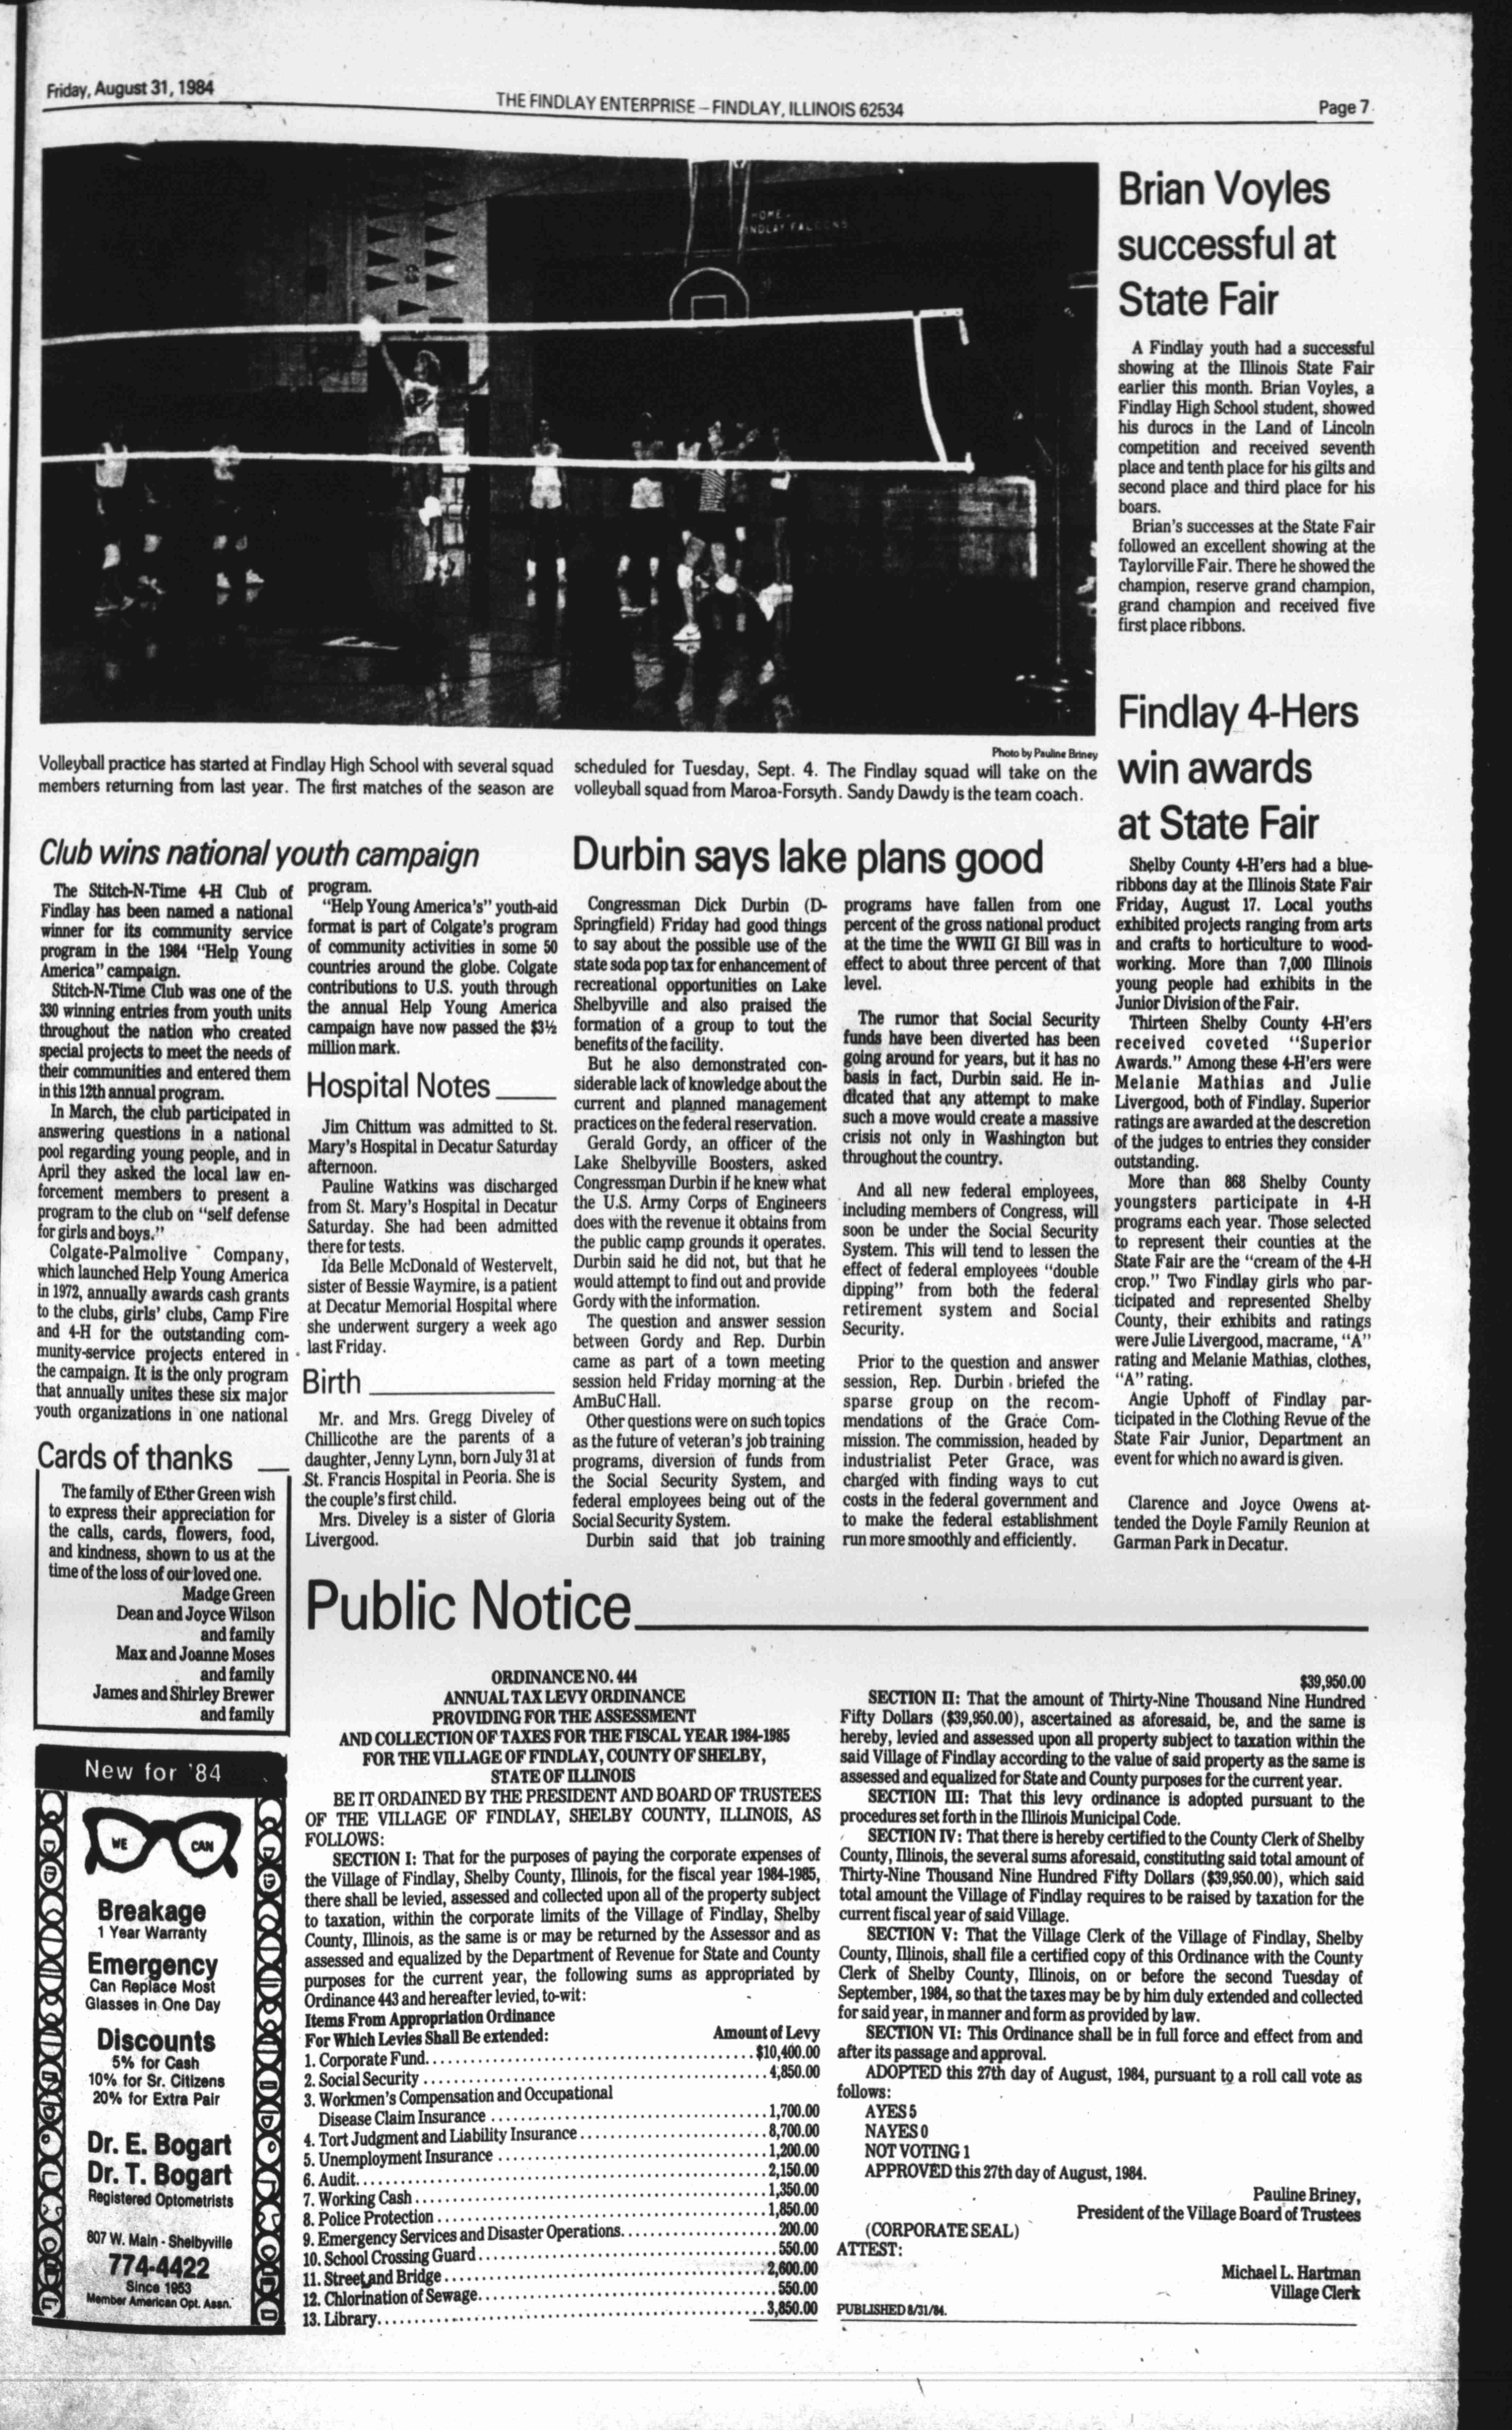 Friday, August 31, 1984
THE FINDLAY ENTERPRISE – FINDLAY, ILLINOIS 62534
Page 7
HOME
NDLAY FALCONS
Photo by Pauline Briney
Volleyball practice has started at Findlay High School with several squad
members returning from last year. The first matches of the season are
scheduled for Tuesday, Sept. 4. The Findlay squad will take on the
volleyball squad from Maroa-Forsyth. Sandy Dawdy is the team coach.
Brian Voyles
successful at
State Fair
A Findlay youth had a successful
showing at the Illinois State Fair
earlier this month. Brian Voyles, a
Findlay High School student, showed
his durocs in the Land of Lincoln
competition and received seventh
place and tenth place for his gilts and
second place and third place for his
boars.
Brian's successes at the State Fair
followed an excellent showing at the
Taylorville Fair. There he showed the
champion, reserve grand champion,
grand champion and received five
first place ribbons.
Findlay 4-Hers
win awards
at State Fair
Shelby County 4-H'ers had a blue-
ribbons day at the Illinois State Fair
Friday, August 17. Local youths
exhibited projects ranging from arts
and crafts to horticulture to wood-
working. More than 7,000 Illinois
young people had exhibits in the
Junior Division of the Fair.
Thirteen Shelby County 4-H'ers
received coveted "Superior
Awards." Among these 4-H'ers were
Melanie Mathias and Julie
Livergood, both of Findlay. Superior
ratings are awarded at the descretion
of the judges to entries they consider
outstanding.
More than 868 Shelby County
youngsters participate in 4-H
programs each year. Those selected
to represent their counties at the
State Fair are the "cream of the 4-H
crop." Two Findlay girls who par-
ticipated and represented Shelby
County, their exhibits and ratings
were Julie Livergood, macrame, "A"
rating and Melanie Mathias, clothes,
"A" rating.
Angie Uphoff of Findlay par-
ticipated in the Clothing Revue of the
State Fair Junior, Department an
event for which no award is given.
Clarence and Joyce Owens at-
tended the Doyle Family Reunion at
Garman Park in Decatur.
Club wins national youth campaign
The Stitch-N-Time 4-H Club of
Findlay has been named a national
winner for its community service
program in the 1984 "Help Young
America" campaign.
Stitch-N-Time Club was one of the
330 winning entries from youth units
throughout the nation who created
special projects to meet the needs of
their communities and entered them
in this 12th annual program.
In March, the club participated in
answering questions in a national
pool regarding young people, and in
April they asked the local law en-
forcement members to present a
program to the club on "self defense
for girls and boys."
Colgate-Palmolive Company,
which launched Help Young America
in 1972, annually awards cash grants
to the clubs, girls' clubs, Camp Fire
and 4-H for the outstanding com-
munity-service projects entered in
the campaign. It is the only program
that annually unites these six major
youth organizations in one national
program.
"Help Young America's" youth-aid
format is part of Colgate's program
of community activities in some 50
countries around the globe. Colgate
contributions to U.S. youth through
the annual Help Young America
campaign have now passed the $3½
million mark.
Hospital Notes
Jim Chittum was admitted to St.
Mary's Hospital in Decatur Saturday
afternoon.
Pauline Watkins was discharged
from St. Mary's Hospital in Decatur
Saturday. She had been admitted
there for tests.
Ida Belle McDonald of Westervelt,
sister of Bessie Waymire, is a patient
at Decatur Memorial Hospital where
she underwent surgery a week ago
last Friday.
Birth
Mr. and Mrs. Gregg Diveley of
Chillicothe are the parents of a
daughter, Jenny Lynn, born July 31 at
St. Francis Hospital in Peoria. She is
the couple's first child.
Mrs. Diveley is a sister of Gloria
Livergood.
Durbin says lake plans good
Congressman Dick Durbin (D-
Springfield) Friday had good things
to say about the possible use of the
state soda pop tax for enhancement of
recreational opportunities on Lake
Shelbyville and also praised the
formation of a group to tout the
benefits of the facility.
But he also demonstrated con-
siderable lack of knowledge about the
current and planned management
practices on the federal reservation.
Gerald Gordy, an officer of the
Lake Shelbyville Boosters, asked
Congressman Durbin if he knew what
the U.S. Army Corps of Engineers
does with the revenue it obtains from
the public camp grounds it operates.
Durbin said he did not, but that he
would attempt to find out and provide
Gordy with the information.
The question and answer session
between Gordy and Rep. Durbin
came as part of a town meeting
session held Friday morning at the
AmBuC Hall.
Other questions were on such topics
as the future of veteran's job training
programs, diversion of funds from
the Social Security System, and
federal employees being out of the
Social Security System.
Durbin said that job training
programs have fallen from one
percent of the gross national product
at the time the WWII GI Bill was in
effect to about three percent of that
level.
The rumor that Social Security
funds have been diverted has been
going around for years, but it has no
basis in fact, Durbin said. He in-
dicated that any attempt to make
such a move would create a massive
crisis not only in Washington but
throughout the country.
And all new federal employees,
including members of Congress, will
soon be under the Social Security
System. This will tend to lessen the
effect of federal employees "double
dipping" from both the federal
retirement system and Social
Security.
Prior to the question and answer
session, Rep. Durbin briefed the
sparse group on the recom-
mendations of the Grace Com-
mission. The commission, headed by
industrialist Peter Grace, was
charged with finding ways to cut
costs in the federal government and
to make the federal establishment
run more smoothly and efficiently.
Cards of thanks
The family of Ether Green wish
to express their appreciation for
the calls, cards, flowers, food,
and kindness, shown to us at the
time of the loss of our loved one.
Madge Green
Dean and Joyce Wilson
and family
Max and Joanne Moses
and family
James and Shirley Brewer
and family
New for '84
WE CAN
Breakage
1 Year Warranty
Emergency
Can Replace Most
Glasses in One Day
Discounts
5% for Cash
10% for Sr. Citizens
20% for Extra Pair
Dr. E. Bogart
Dr. T. Bogart
Registered Optometrists
807 W. Main - Shelbyville
774-4422
Since 1953
Member American Opt. Assn.
Public Notice
ORDINANCE NO. 444
ANNUAL TAX LEVY ORDINANCE
PROVIDING FOR THE ASSESSMENT
AND COLLECTION OF TAXES FOR THE FISCAL YEAR 1984-1985
FOR THE VILLAGE OF FINDLAY, COUNTY OF SHELBY,
STATE OF ILLINOIS
BE IT ORDAINED BY THE PRESIDENT AND BOARD OF TRUSTEES
OF THE VILLAGE OF FINDLAY, SHELBY COUNTY, ILLINOIS, AS
FOLLOWS:
SECTION I: That for the purposes of paying the corporate expenses of
the Village of Findlay, Shelby County, Illinois, for the fiscal year 1984-1985,
there shall be levied, assessed and collected upon all of the property subject
to taxation, within the corporate limits of the Village of Findlay, Shelby
County, Illinois, as the same is or may be returned by the Assessor and as
assessed and equalized by the Department of Revenue for State and County
purposes for the current year, the following sums as appropriated by
Ordinance 443 and hereafter levied, to-wit:
Items From Appropriation Ordinance
For Which Levies Shall Be extended: Amount of Levy
1. Corporate Fund. $10,400.00
2. Social Security 4,850.00
3. Workmen's Compensation and Occupational
Disease Claim Insurance 1,700.00
4. Tort Judgment and Liability Insurance 8,700.00
5. Unemployment Insurance 1,200.00
6. Audit. 2,150.00
7. Working Cash 1,350.00
8. Police Protection 1,850.00
9. Emergency Services and Disaster Operations. 200.00
10. School Crossing Guard 550.00
11. Street and Bridge 2,600.00
12. Chlorination of Sewage. 550.00
13. Library. 3,850.00
$39,950.00
SECTION II: That the amount of Thirty-Nine Thousand Nine Hundred
Fifty Dollars ($39,950.00), ascertained as aforesaid, be, and the same is
hereby, levied and assessed upon all property subject to taxation within the
said Village of Findlay according to the value of said property as the same is
assessed and equalized for State and County purposes for the current year.
SECTION III: That this levy ordinance is adopted pursuant to the
procedures set forth in the Illinois Municipal Code.
SECTION IV: That there is hereby certified to the County Clerk of Shelby
County, Illinois, the several sums aforesaid, constituting said total amount of
Thirty-Nine Thousand Nine Hundred Fifty Dollars ($39,950.00), which said
total amount the Village of Findlay requires to be raised by taxation for the
current fiscal year of said Village.
SECTION V: That the Village Clerk of the Village of Findlay, Shelby
County, Illinois, shall file a certified copy of this Ordinance with the County
Clerk of Shelby County, Illinois, on or before the second Tuesday of
September, 1984, so that the taxes may be by him duly extended and collected
for said year, in manner and form as provided by law.
SECTION VI: This Ordinance shall be in full force and effect from and
after its passage and approval.
ADOPTED this 27th day of August, 1984, pursuant to a roll call vote as
follows:
AYES 5
NAYES 0
NOT VOTING 1
APPROVED this 27th day of August, 1984.
Pauline Briney,
President of the Village Board of Trustees
(CORPORATE SEAL)
ATTEST:
Michael L. Hartman
Village Clerk
PUBLISHED 8/31/84.